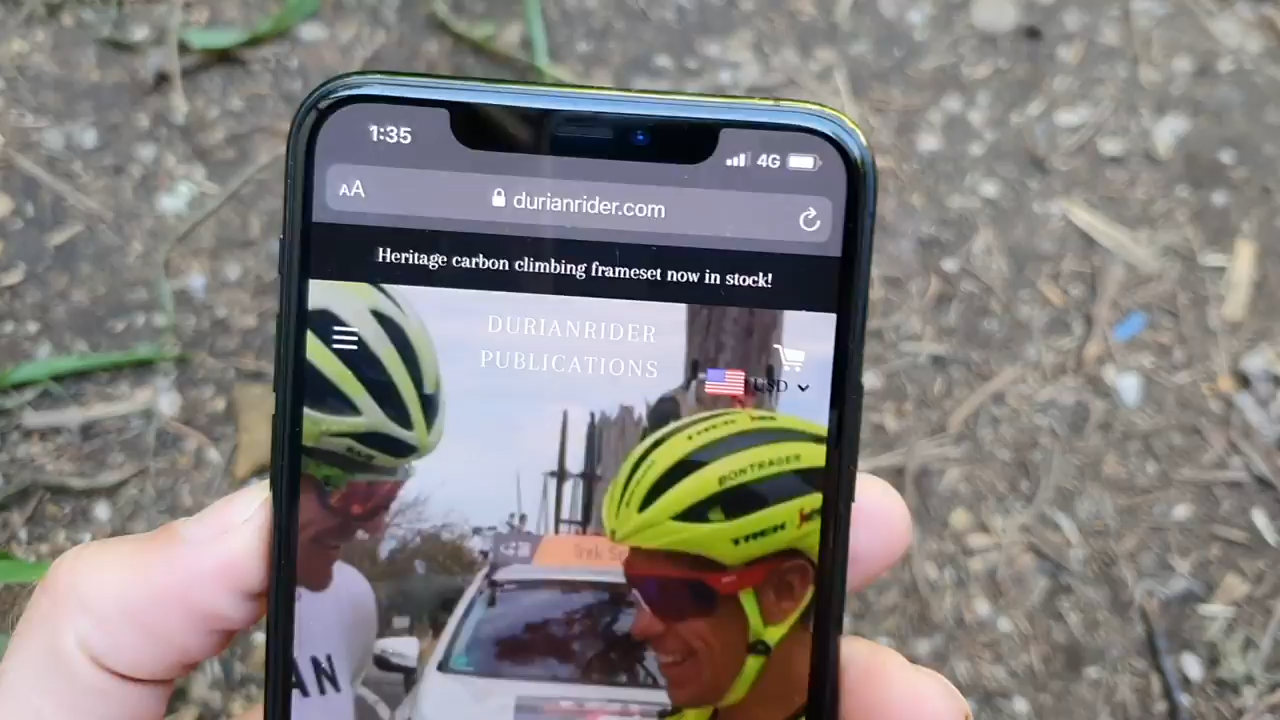 1:35
4G
AA
durianrider.com
Heritage carbon climbing frameset now in stock!
DURIANRIDER
PUBLICATIONS
USD
BONTRAGER
TREK
AN